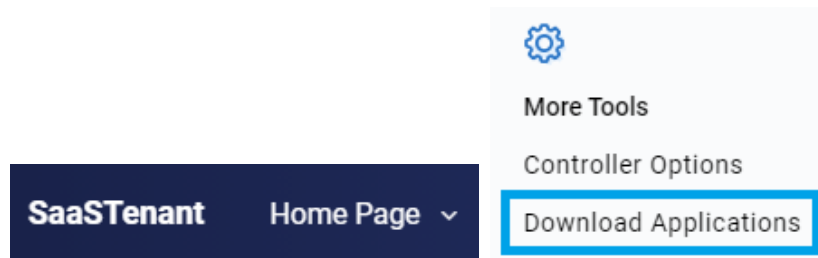 SaaSTenant Home Page
More Tools
Controller Options
Download Applications